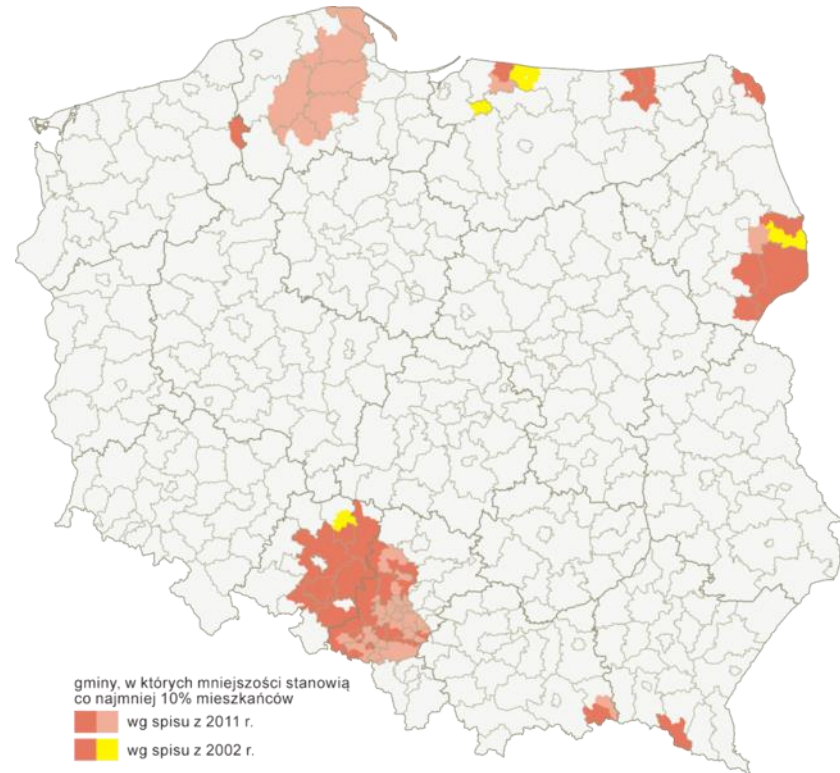 gminy, w których mniejszości stanowią
co najmniej 10% mieszkańców
wg spisu z 2011 r.
wg spisu z 2002 r.